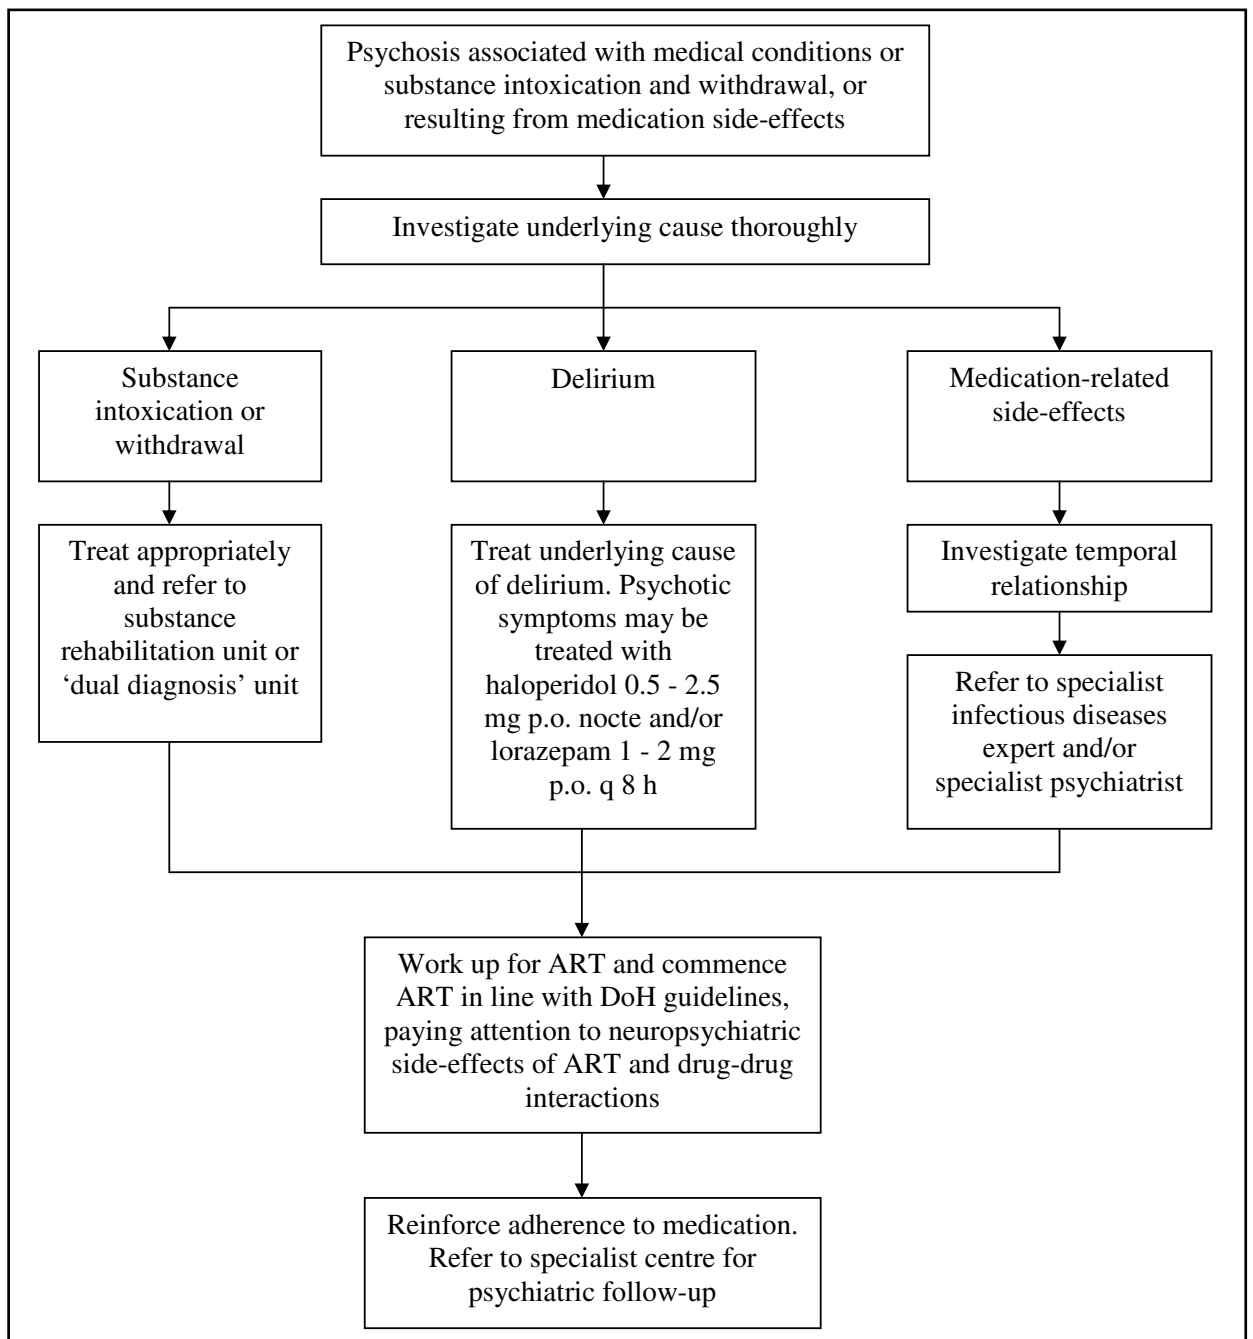 Psychosis associated with medical conditions or
substance intoxication and withdrawal, or
resulting from medication side-effects
Investigate underlying cause thoroughly
Substance
intoxication or
withdrawal
Delirium
Medication-related
side-effects
Treat appropriately
and refer to
substance
rehabilitation unit or
‘dual diagnosis’ unit
Treat underlying cause
of delirium. Psychotic
symptoms may be
treated with
haloperidol 0.5 - 2.5
mg p.o. nocte and/or
lorazepam 1 - 2 mg
p.o. q 8 h
Investigate temporal
relationship
Refer to specialist
infectious diseases
expert and/or
specialist psychiatrist
Work up for ART and commence
ART in line with DoH guidelines,
paying attention to neuropsychiatric
side-effects of ART and drug-drug
interactions
Reinforce adherence to medication.
Refer to specialist centre for
psychiatric follow-up